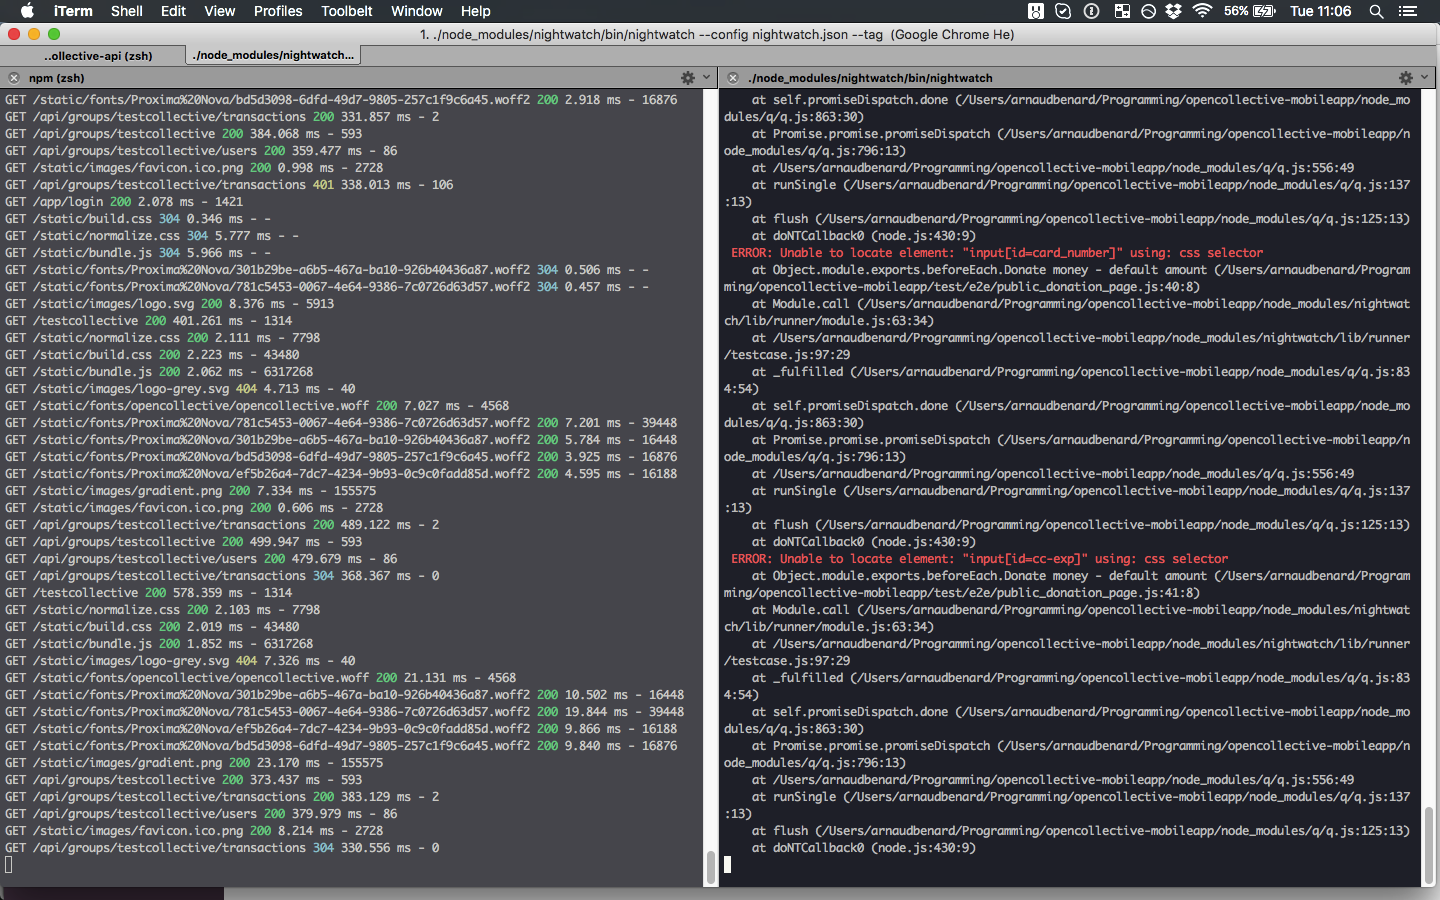 iTerm Shell Edit View Profiles Toolbelt Window Help 56% Tue 11:06
1. ./node_modules/nightwatch/bin/nightwatch --config nightwatch.json --tag (Google Chrome He)
..ollective-api (zsh) ./node_modules/nightwatch...
npm (zsh)
GET /static/fonts/Proxima%20Nova/bd5d3098-6dfd-49d7-9805-257c1f9c6a45.woff2 200 2.918 ms - 16876
GET /api/groups/testcollective/transactions 200 331.857 ms - 2
GET /api/groups/testcollective 200 384.068 ms - 593
GET /api/groups/testcollective/users 200 359.477 ms - 86
GET /static/images/favicon.ico.png 200 0.998 ms - 2728
GET /api/groups/testcollective/transactions 401 338.013 ms - 106
GET /app/login 200 2.078 ms - 1421
GET /static/build.css 304 0.346 ms - -
GET /static/normalize.css 304 5.777 ms - -
GET /static/bundle.js 304 5.966 ms - -
GET /static/fonts/Proxima%20Nova/301b29be-a6b5-467a-ba10-926b40436a87.woff2 304 0.506 ms - -
GET /static/fonts/Proxima%20Nova/781c5453-0067-4e64-9386-7c0726d63d57.woff2 304 0.457 ms - -
GET /static/images/logo.svg 200 8.376 ms - 5913
GET /testcollective 200 401.261 ms - 1314
GET /static/normalize.css 200 2.111 ms - 7798
GET /static/build.css 200 2.223 ms - 43480
GET /static/bundle.js 200 2.062 ms - 6317268
GET /static/images/logo-grey.svg 404 4.713 ms - 40
GET /static/fonts/opencollective/opencollective.woff 200 7.027 ms - 4568
GET /static/fonts/Proxima%20Nova/781c5453-0067-4e64-9386-7c0726d63d57.woff2 200 7.201 ms - 39448
GET /static/fonts/Proxima%20Nova/301b29be-a6b5-467a-ba10-926b40436a87.woff2 200 5.784 ms - 16448
GET /static/fonts/Proxima%20Nova/bd5d3098-6dfd-49d7-9805-257c1f9c6a45.woff2 200 3.925 ms - 16876
GET /static/fonts/Proxima%20Nova/ef5b26a4-7dc7-4234-9b93-0c9c0fadd85d.woff2 200 4.595 ms - 16188
GET /static/images/gradient.png 200 7.334 ms - 155575
GET /static/images/favicon.ico.png 200 0.606 ms - 2728
GET /api/groups/testcollective/transactions 200 489.122 ms - 2
GET /api/groups/testcollective 200 499.947 ms - 593
GET /api/groups/testcollective/users 200 479.679 ms - 86
GET /api/groups/testcollective/transactions 304 368.367 ms - 0
GET /testcollective 200 578.359 ms - 1314
GET /static/normalize.css 200 2.103 ms - 7798
GET /static/build.css 200 2.019 ms - 43480
GET /static/bundle.js 200 1.852 ms - 6317268
GET /static/images/logo-grey.svg 404 7.326 ms - 40
GET /static/fonts/opencollective/opencollective.woff 200 21.131 ms - 4568
GET /static/fonts/Proxima%20Nova/301b29be-a6b5-467a-ba10-926b40436a87.woff2 200 10.502 ms - 16448
GET /static/fonts/Proxima%20Nova/781c5453-0067-4e64-9386-7c0726d63d57.woff2 200 19.844 ms - 39448
GET /static/fonts/Proxima%20Nova/ef5b26a4-7dc7-4234-9b93-0c9c0fadd85d.woff2 200 9.866 ms - 16188
GET /static/fonts/Proxima%20Nova/bd5d3098-6dfd-49d7-9805-257c1f9c6a45.woff2 200 9.840 ms - 16876
GET /static/images/gradient.png 200 23.170 ms - 155575
GET /api/groups/testcollective 200 373.437 ms - 593
GET /api/groups/testcollective/transactions 200 383.129 ms - 2
GET /api/groups/testcollective/users 200 379.979 ms - 86
GET /static/images/favicon.ico.png 200 8.214 ms - 2728
GET /api/groups/testcollective/transactions 304 330.556 ms - 0
./node_modules/nightwatch/bin/nightwatch
at self.promiseDispatch.done (/Users/arnaudbenard/Programming/opencollective-mobileapp/node_mo
dules/q/q.js:863:30)
at Promise.promise.promiseDispatch (/Users/arnaudbenard/Programming/opencollective-mobileapp/n
ode_modules/q/q.js:796:13)
at /Users/arnaudbenard/Programming/opencollective-mobileapp/node_modules/q/q.js:556:49
at runSingle (/Users/arnaudbenard/Programming/opencollective-mobileapp/node_modules/q/q.js:137
:13)
at flush (/Users/arnaudbenard/Programming/opencollective-mobileapp/node_modules/q/q.js:125:13)
at doNTCallback0 (node.js:430:9)
ERROR: Unable to locate element: "input[id=card_number]" using: css selector
at Object.module.exports.beforeEach.Donate money - default amount (/Users/arnaudbenard/Program
ming/opencollective-mobileapp/test/e2e/public_donation_page.js:40:8)
at Module.call (/Users/arnaudbenard/Programming/opencollective-mobileapp/node_modules/nightwat
ch/lib/runner/module.js:63:34)
at /Users/arnaudbenard/Programming/opencollective-mobileapp/node_modules/nightwatch/lib/runner
/testcase.js:97:29
at _fulfilled (/Users/arnaudbenard/Programming/opencollective-mobileapp/node_modules/q/q.js:83
4:54)
at self.promiseDispatch.done (/Users/arnaudbenard/Programming/opencollective-mobileapp/node_mo
dules/q/q.js:863:30)
at Promise.promise.promiseDispatch (/Users/arnaudbenard/Programming/opencollective-mobileapp/n
ode_modules/q/q.js:796:13)
at /Users/arnaudbenard/Programming/opencollective-mobileapp/node_modules/q/q.js:556:49
at runSingle (/Users/arnaudbenard/Programming/opencollective-mobileapp/node_modules/q/q.js:137
:13)
at flush (/Users/arnaudbenard/Programming/opencollective-mobileapp/node_modules/q/q.js:125:13)
at doNTCallback0 (node.js:430:9)
ERROR: Unable to locate element: "input[id=cc-exp]" using: css selector
at Object.module.exports.beforeEach.Donate money - default amount (/Users/arnaudbenard/Program
ming/opencollective-mobileapp/test/e2e/public_donation_page.js:41:8)
at Module.call (/Users/arnaudbenard/Programming/opencollective-mobileapp/node_modules/nightwat
ch/lib/runner/module.js:63:34)
at /Users/arnaudbenard/Programming/opencollective-mobileapp/node_modules/nightwatch/lib/runner
/testcase.js:97:29
at _fulfilled (/Users/arnaudbenard/Programming/opencollective-mobileapp/node_modules/q/q.js:83
4:54)
at self.promiseDispatch.done (/Users/arnaudbenard/Programming/opencollective-mobileapp/node_mo
dules/q/q.js:863:30)
at Promise.promise.promiseDispatch (/Users/arnaudbenard/Programming/opencollective-mobileapp/n
ode_modules/q/q.js:796:13)
at /Users/arnaudbenard/Programming/opencollective-mobileapp/node_modules/q/q.js:556:49
at runSingle (/Users/arnaudbenard/Programming/opencollective-mobileapp/node_modules/q/q.js:137
:13)
at flush (/Users/arnaudbenard/Programming/opencollective-mobileapp/node_modules/q/q.js:125:13)
at doNTCallback0 (node.js:430:9)